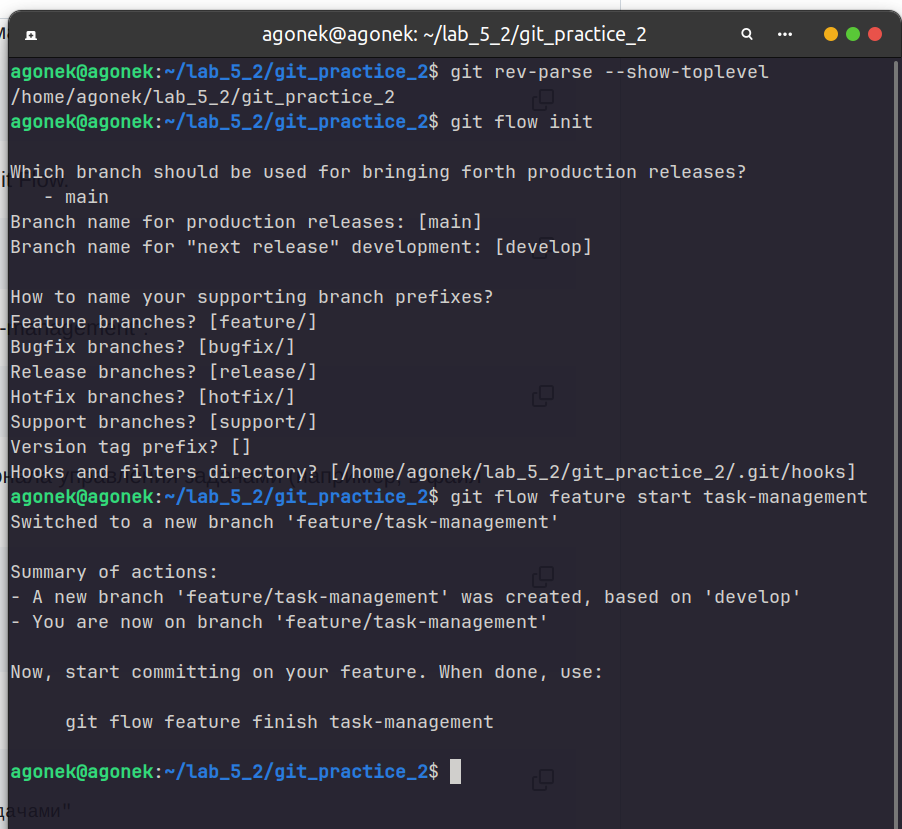 agonek@agonek: ~/lab_5_2/git_practice_2
agonek@agonek:~/lab_5_2/git_practice_2$ git rev-parse --show-toplevel
/home/agonek/lab_5_2/git_practice_2
agonek@agonek:~/lab_5_2/git_practice_2$ git flow init
Which branch should be used for bringing forth production releases?
- main
Branch name for production releases: [main]
Branch name for "next release" development: [develop]
How to name your supporting branch prefixes?
Feature branches? [feature/]
Bugfix branches? [bugfix/]
Release branches? [release/]
Hotfix branches? [hotfix/]
Support branches? [support/]
Version tag prefix? []
Hooks and filters directory? [/home/agonek/lab_5_2/git_practice_2/.git/hooks]
agonek@agonek:~/lab_5_2/git_practice_2$ git flow feature start task-management
Switched to a new branch 'feature/task-management'
Summary of actions:
- A new branch 'feature/task-management' was created, based on 'develop'
- You are now on branch 'feature/task-management'
Now, start committing on your feature. When done, use:
git flow feature finish task-management
agonek@agonek:~/lab_5_2/git_practice_2$